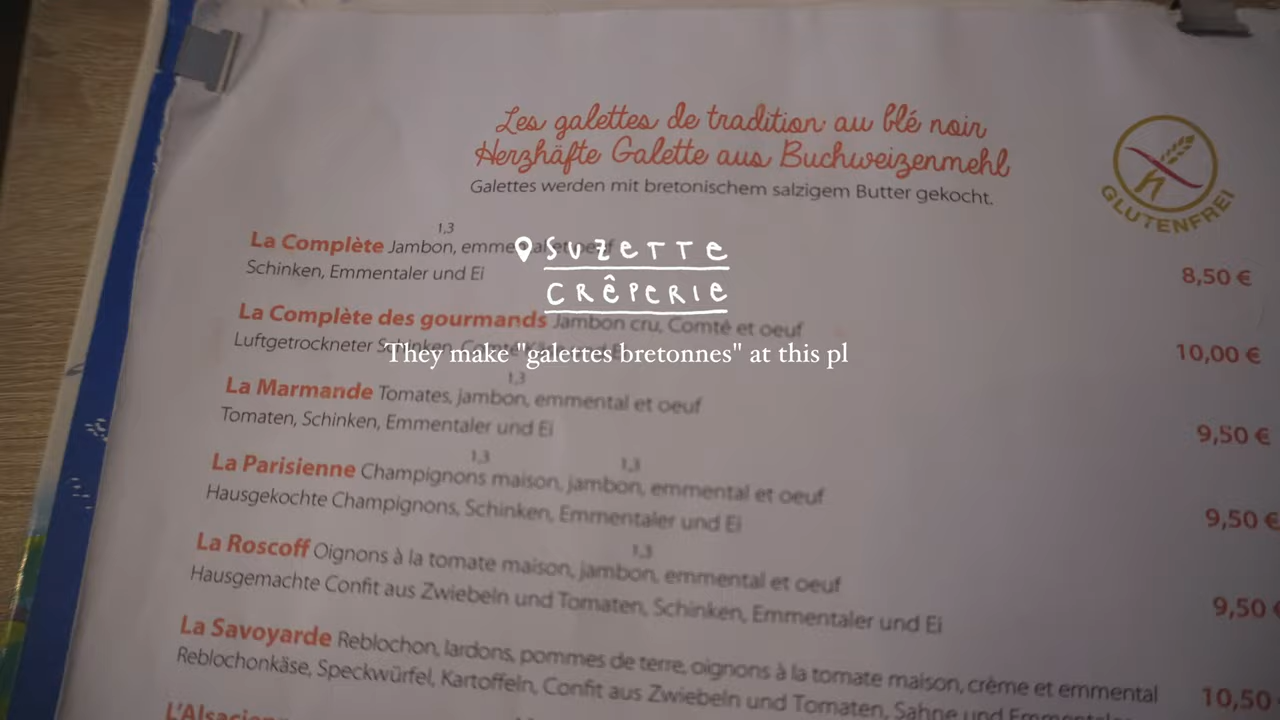 Les galettes de tradition au blé noir
Herzhäfte Galette aus Buchweizenmehl
Galettes werden mit bretonischem salzigem Butter gekocht.
GLUTENFREI
1,3
La Complète Jambon, emmental et oeuf
Schinken, Emmentaler und Ei
8,50 €
SUZETTE
CRÊPERIE
La Complète des gourmands Jambon cru, Comté et oeuf
Luftgetrockneter Schinken,
10,00 €
They make "galettes bretonnes" at this pl
1,3
La Marmande Tomates, jambon, emmental et oeuf
Tomaten, Schinken, Emmentaler und Ei
9,50 €
1,3 1,3
La Parisienne Champignons maison, jambon, emmental et oeuf
Hausgekochte Champignons, Schinken, Emmentaler und Ei
9,50 €
1,3
La Roscoff Oignons à la tomate maison, jambon, emmental et oeuf
Hausgemachte Confit aus Zwiebeln und Tomaten, Schinken, Emmentaler und Ei
9,50 €
La Savoyarde Reblochon, lardons, pommes de terre, oignons à la tomate maison, crème et emmental
Reblochonkäse, Speckwürfel, Kartoffeln, Confit aus Zwiebeln und Tomaten, Sahne und
10,50